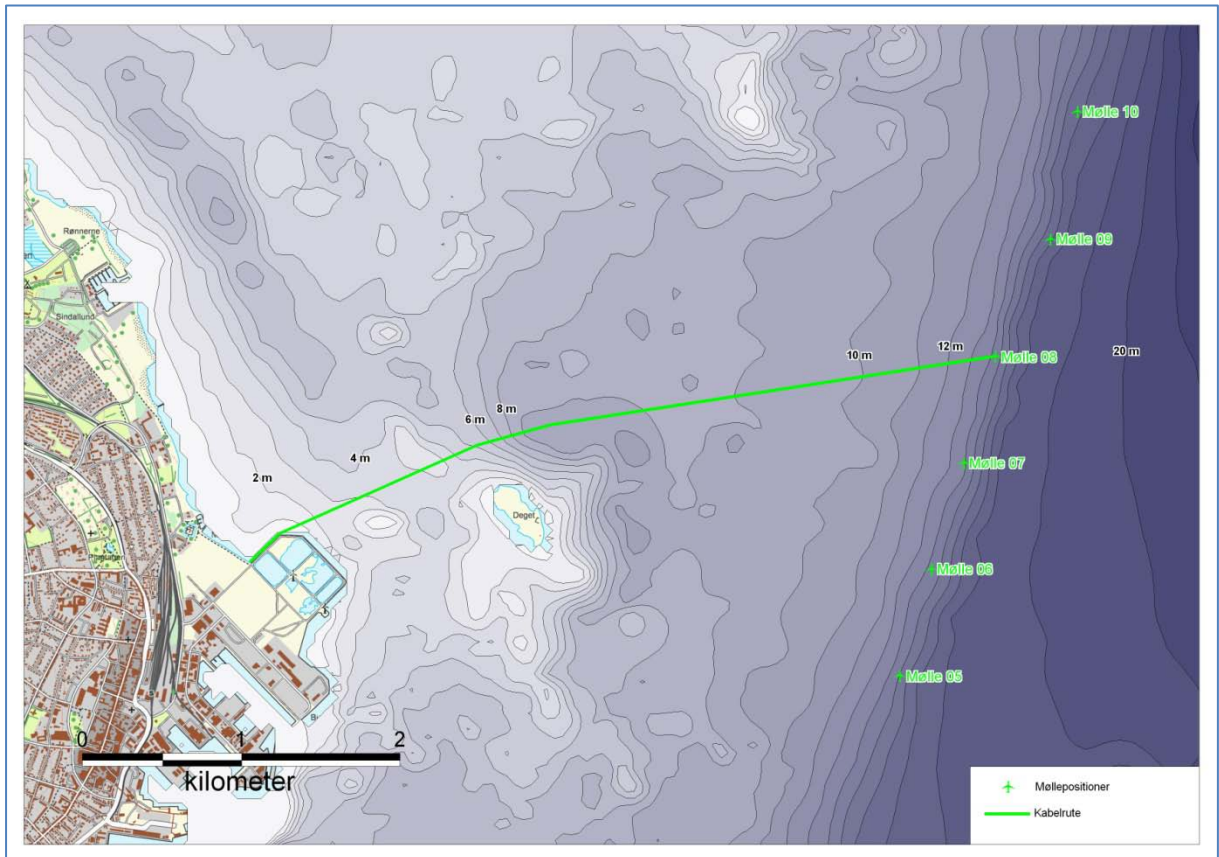 Mølle 10
Rønnerne
Mølle 09
Sindallund
10 m
12 m
Mølle 08
20 m
8 m
6 m
4 m
Mølle 07
2 m
Deget
Mølle 06
Mølle 05
0 1 2
kilometer
Møllepositioner
Kabelrute